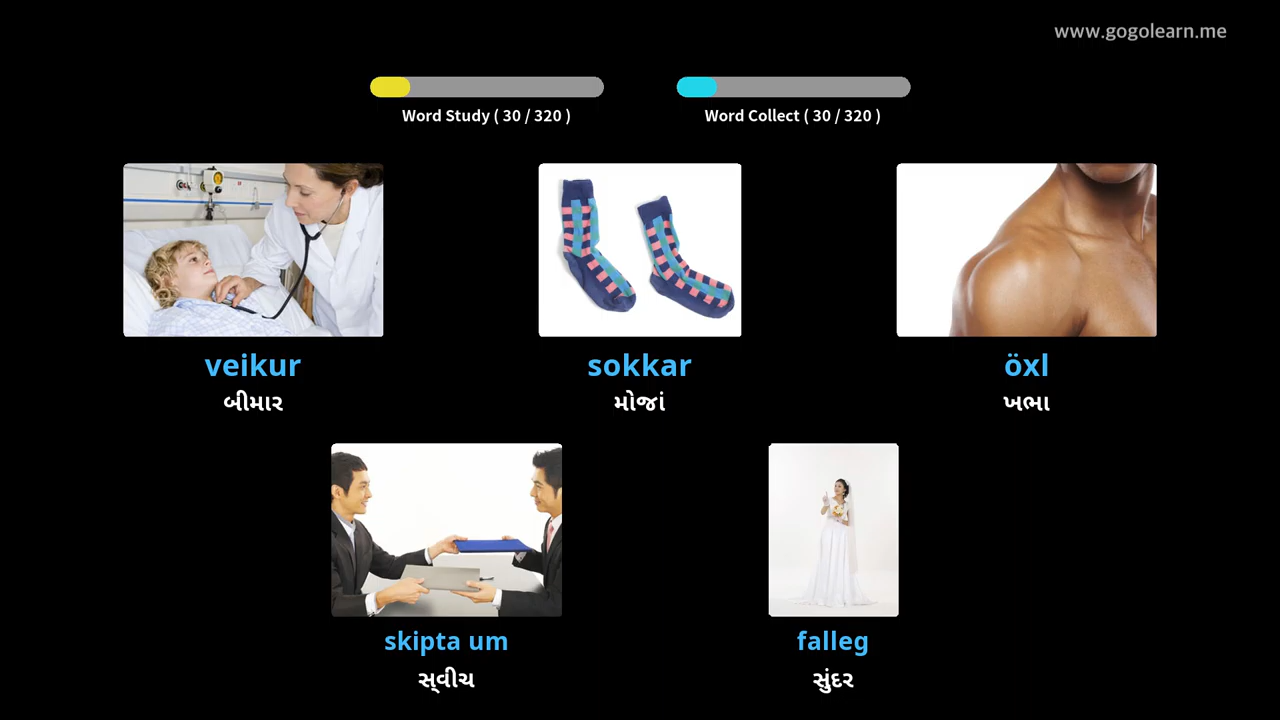 www.gogolearn.me
Word Study ( 30 / 320 )
Word Collect ( 30 / 320 )
veikur
બીમાર
sokkar
મોજાં
öxl
ખભા
skipta um
સ્વીચ
falleg
સુંદર